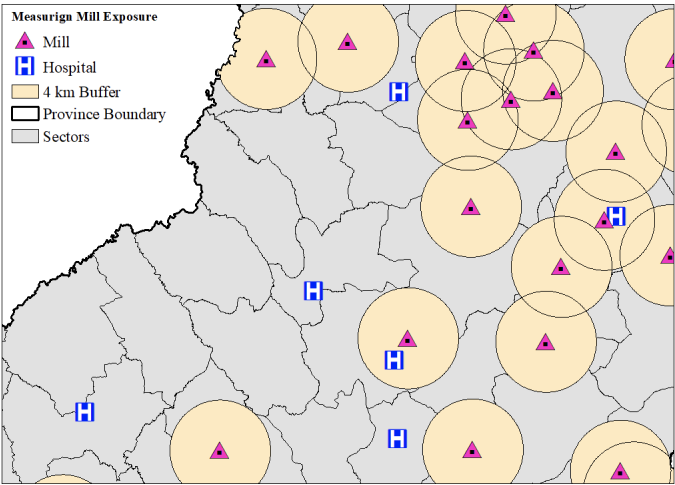 Measurign Mill Exposure
Mill
H Hospital
4 km Buffer
Province Boundary
Sectors
H
H
H
H
H
H